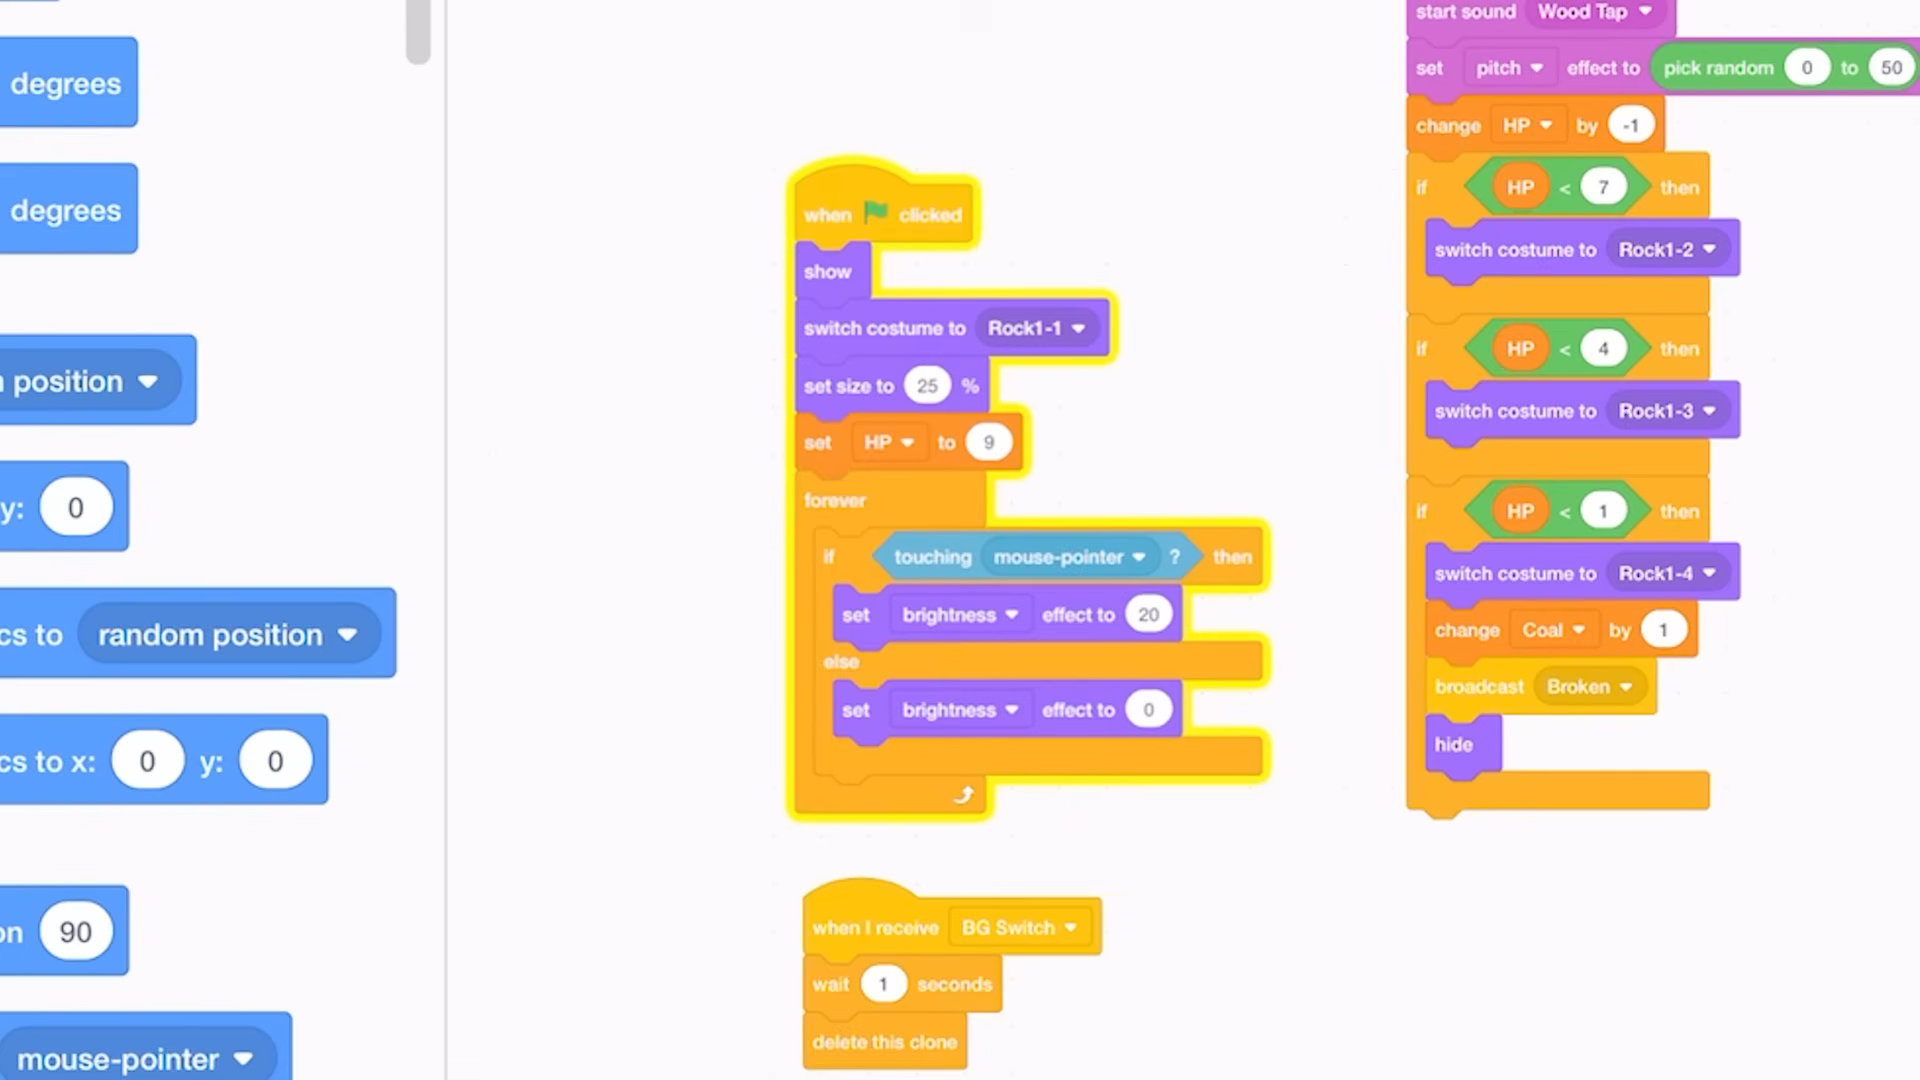 degrees
degrees
position
y: 0
cs to random position
cs to x: 0 y: 0
on 90
mouse-pointer
when clicked
show
switch costume to Rock1-1
set size to 25 %
set HP to 9
forever
if touching mouse-pointer ? then
set brightness effect to 20
else
set brightness effect to 0
when I receive BG Switch
wait 1 seconds
delete this clone
start sound Wood Tap
set pitch effect to pick random 0 to 50
change HP by -1
if HP < 7 then
switch costume to Rock1-2
if HP < 4 then
switch costume to Rock1-3
if HP < 1 then
switch costume to Rock1-4
change Coal by 1
broadcast Broken
hide